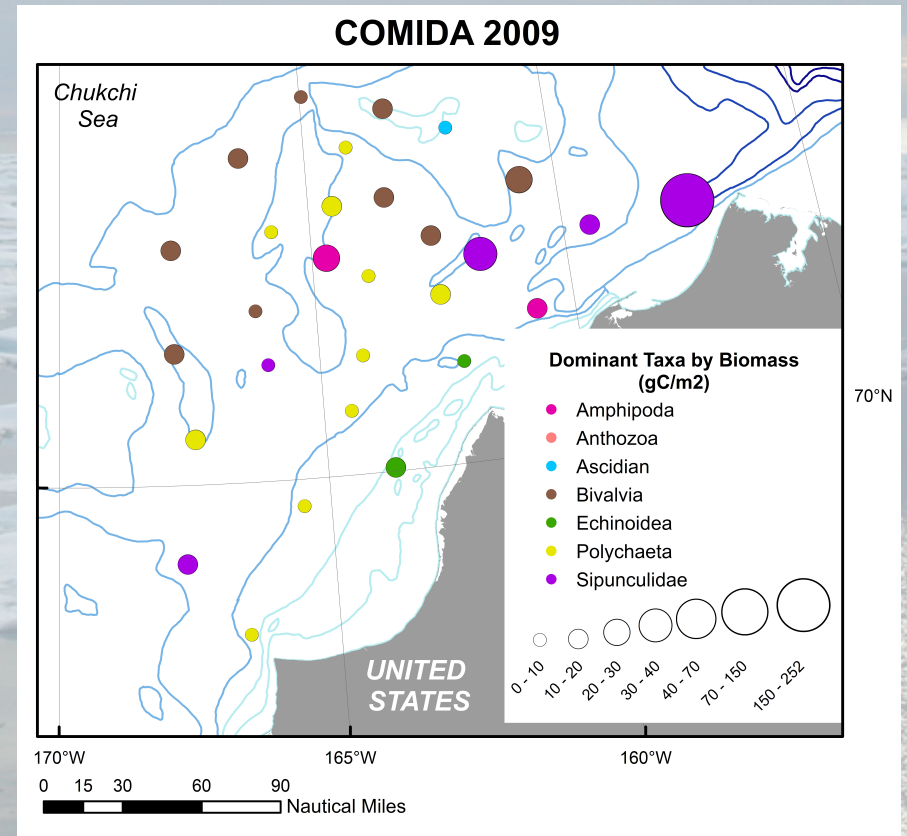 COMIDA 2009
Chukchi
Sea
70°N
Dominant Taxa by Biomass
(gC/m2)
Amphipoda
Anthozoa
Ascidian
Bivalvia
Echinoidea
Polychaeta
Sipunculidae
0 - 10
10 - 20
20 - 30
30 - 40
40 - 70
70 - 150
150 - 252
UNITED
STATES
170°W
165°W
160°W
0 15 30 60 90
Nautical Miles